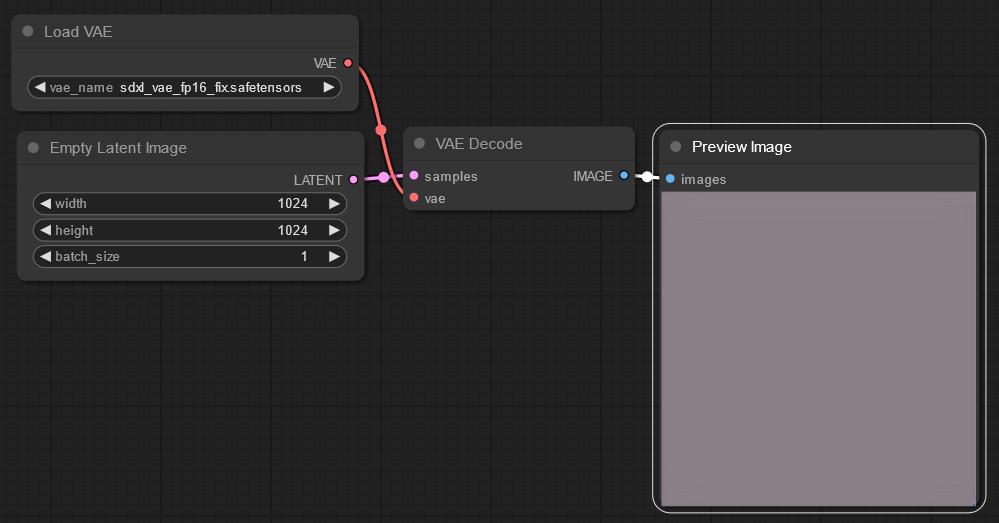 Load VAE
VAE
vae_name sdxl_vae_fp16_fix.safetensors
Empty Latent Image
LATENT
width 1024
height 1024
batch_size 1
VAE Decode
samples IMAGE
vae
Preview Image
images